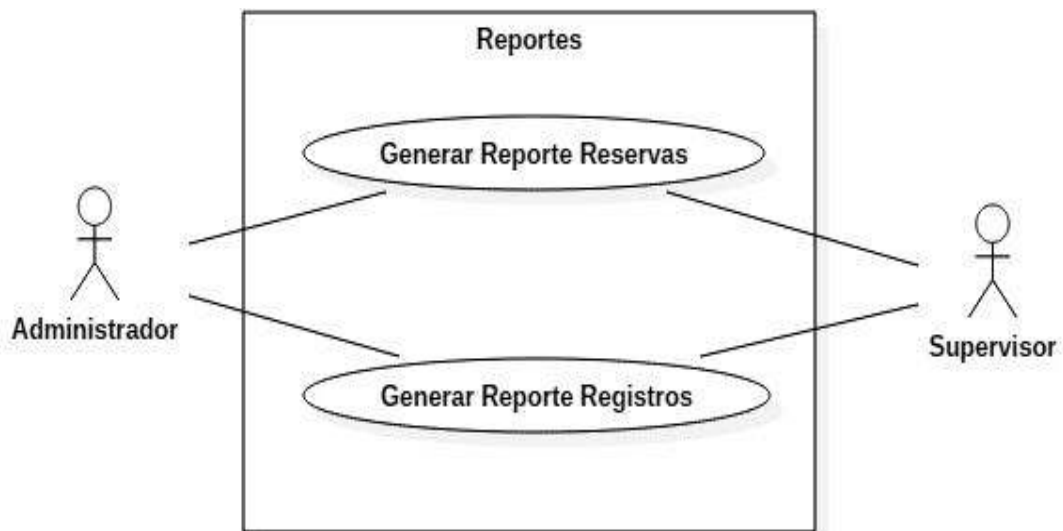 Reportes
Generar Reporte Reservas
Administrador
Supervisor
Generar Reporte Registros